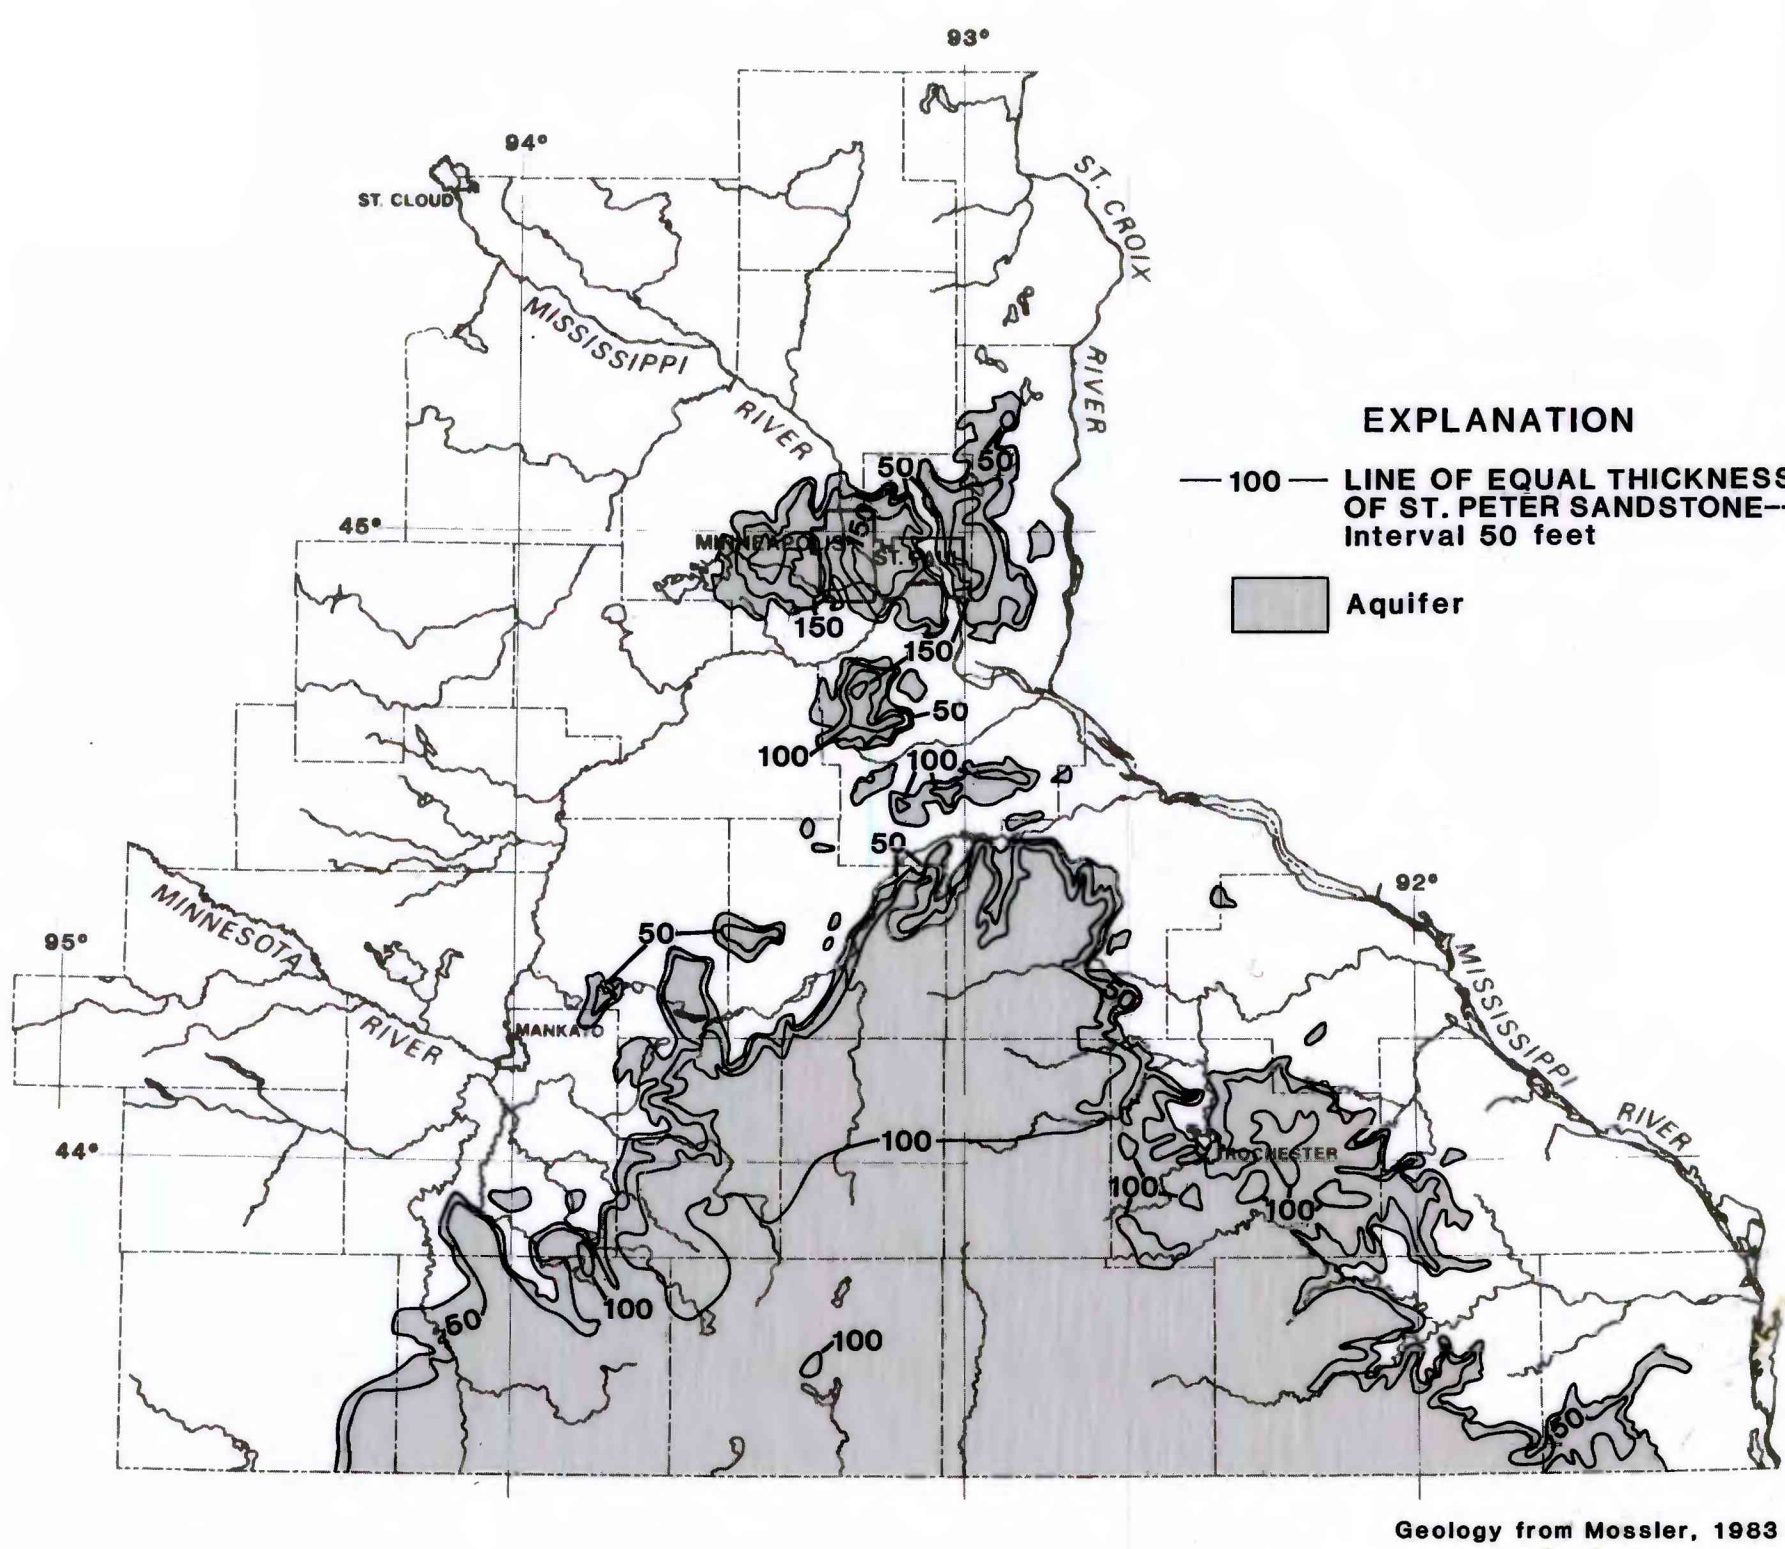 93°
94°
ST. CLOUD
ST. CROIX
RIVER
MISSISSIPPI
RIVER
EXPLANATION
—100— LINE OF EQUAL THICKNESS
OF ST. PETER SANDSTONE--
Interval 50 feet
Aquifer
50
50
150
45°
MINNEAPOLIS
ST. PAUL
150
150
50
100
100
50
92°
MINNESOTA
RIVER
95°
50
MISSISSIPPI
RIVER
50
MANKATO
44°
100
ROCHESTER
100
100
50
100
100
50
Geology from Mossler, 1983